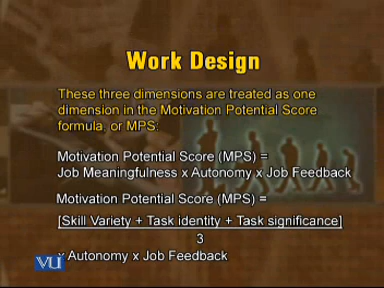 Work Design
These three dimensions are treated as one
dimension in the Motivation Potential Score
formula, or MPS:
Motivation Potential Score (MPS) =
Job Meaningfulness x Autonomy x Job Feedback
Motivation Potential Score (MPS) =
[Skill Variety + Task identity + Task significance]
3
x Autonomy x Job Feedback
VU